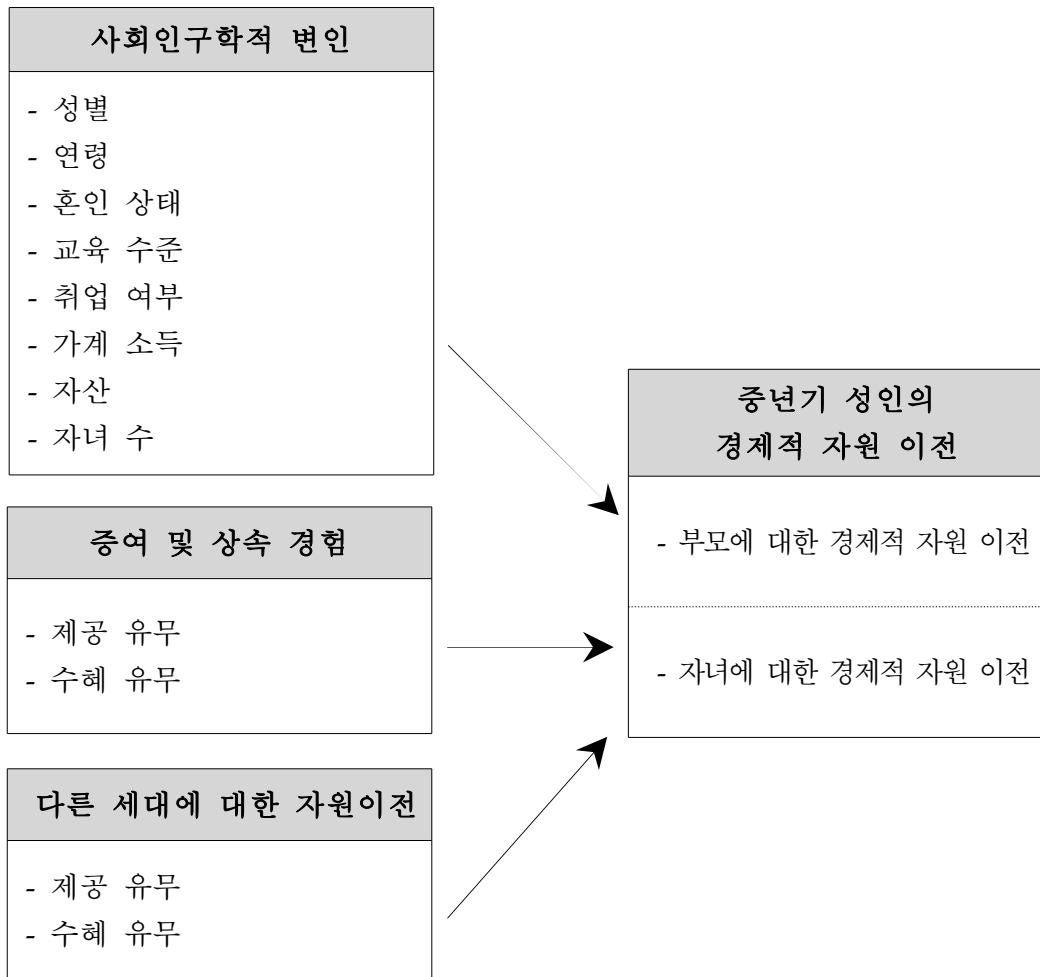 사회인구학적 변인
- 성별
- 연령
- 혼인 상태
- 교육 수준
- 취업 여부
- 가계 소득
- 자산
- 자녀 수
증여 및 상속 경험
- 제공 유무
- 수혜 유무
다른 세대에 대한 자원이전
- 제공 유무
- 수혜 유무
중년기 성인의
경제적 자원 이전
- 부모에 대한 경제적 자원 이전
- 자녀에 대한 경제적 자원 이전